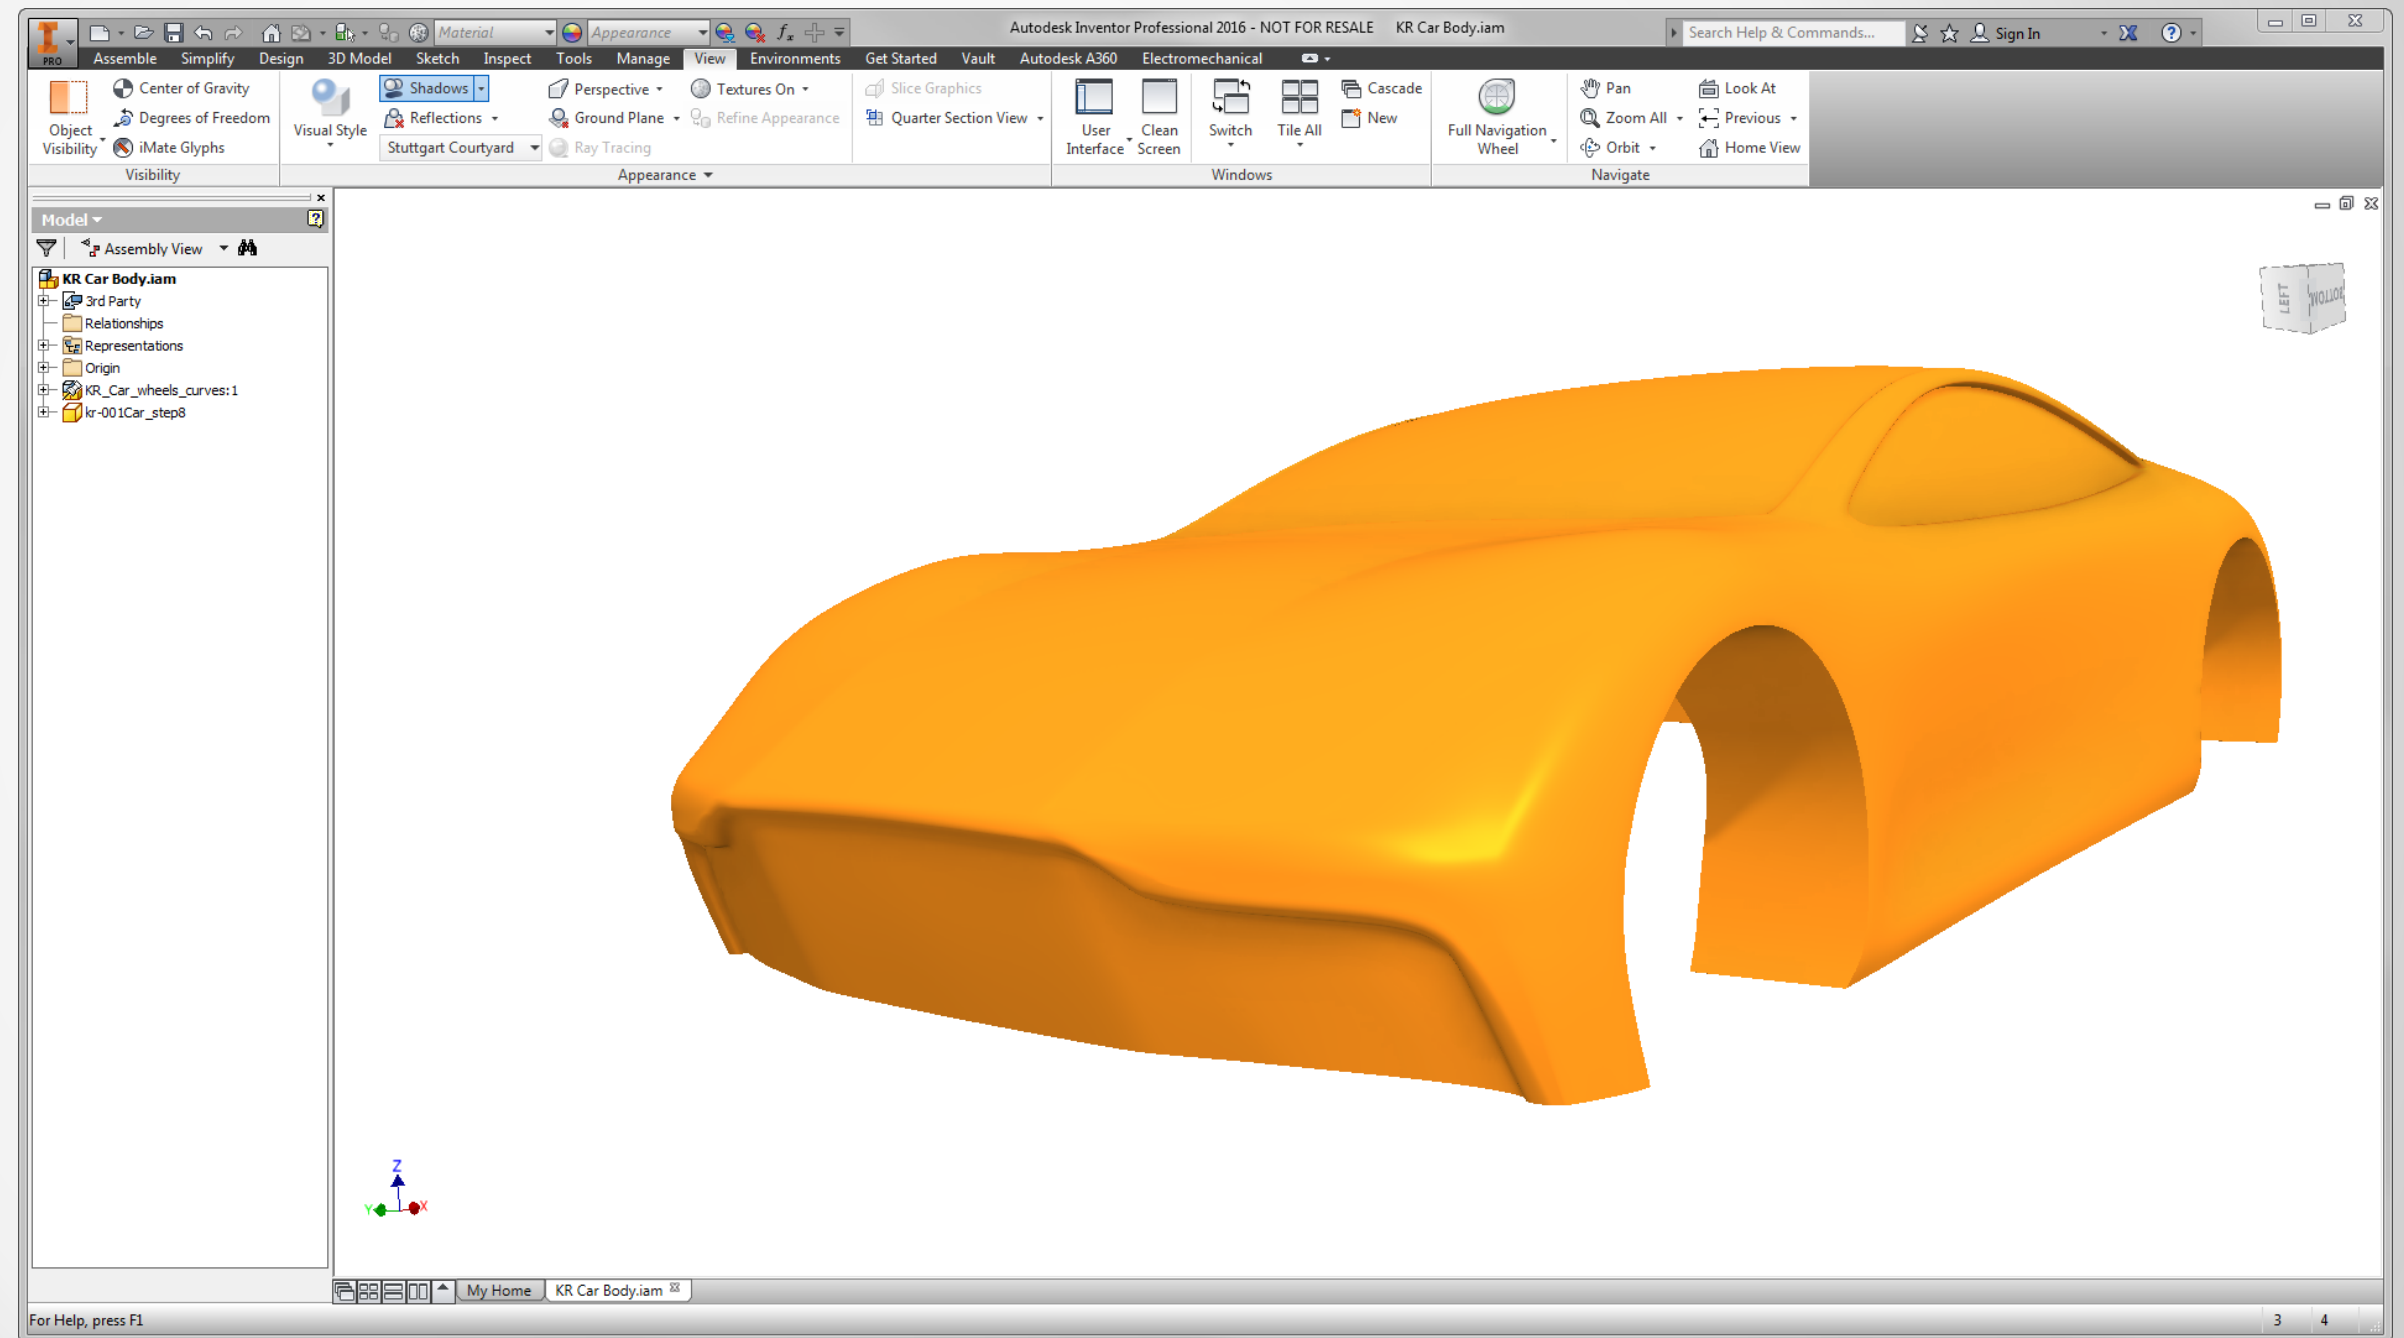 Material Appearance fx Autodesk Inventor Professional 2016 - NOT FOR RESALE KR Car Body.iam Search Help & Commands... Sign In ?
PRO Assemble Simplify Design 3D Model Sketch Inspect Tools Manage View Environments Get Started Vault Autodesk A360 Electromechanical
Object Visibility
Center of Gravity
Degrees of Freedom
iMate Glyphs
Visibility
Visual Style
Shadows
Reflections
Stuttgart Courtyard
Perspective
Ground Plane
Ray Tracing
Textures On
Refine Appearance
Slice Graphics
Quarter Section View
Appearance
User Interface
Clean Screen
Switch
Tile All
Cascade
New
Windows
Full Navigation Wheel
Pan
Zoom All
Orbit
Look At
Previous
Home View
Navigate
Model ?
Assembly View
KR Car Body.iam
3rd Party
Relationships
Representations
Origin
KR_Car_wheels_curves:1
kr-001Car_step8
LEFT BOTTOM
Z
Y X
My Home KR Car Body.iam
For Help, press F1 3 4